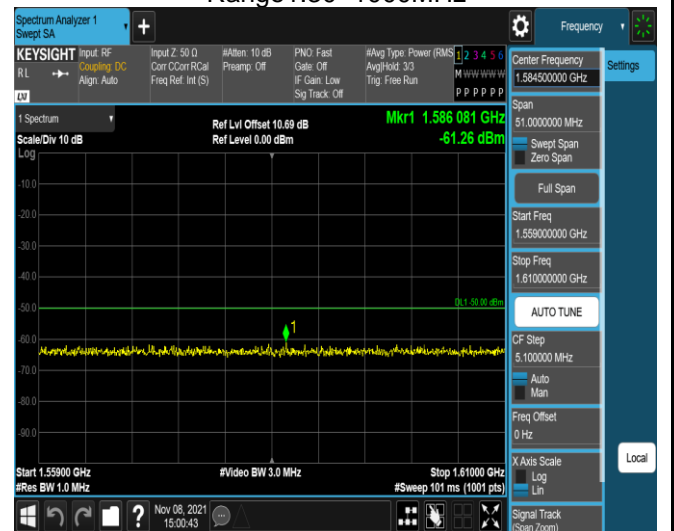 Range1:30~1000MHz
Spectrum Analyzer 1
Swept SA
+
Frequency
KEYSIGHT
RL
LXI
Input: RF
Coupling: DC
Align: Auto
Input Z: 50 Ω
Corr CCorr RCal
Freq Ref: Int (S)
#Atten: 10 dB
Preamp: Off
PNO: Fast
Gate: Off
IF Gain: Low
Sig Track: Off
#Avg Type: Power (RMS)
Avg|Hold: 3/3
Trig: Free Run
1 2 3 4 5 6
M W W W W W
P P P P P P
Center Frequency
1.584500000 GHz
Settings
Span
51.0000000 MHz
Swept Span
Zero Span
Full Span
Start Freq
1.559000000 GHz
Stop Freq
1.610000000 GHz
AUTO TUNE
CF Step
5.100000 MHz
Auto
Man
Freq Offset
0 Hz
X Axis Scale
Log
Lin
Local
Signal Track
(Span Zoom)
1 Spectrum
Scale/Div 10 dB
Log
Ref Lvl Offset 10.69 dB
Ref Level 0.00 dBm
Mkr1 1.586 081 GHz
-61.26 dBm
-10.0
-20.0
-30.0
-40.0
-50.0
DL1 -50.00 dBm
1
-60.0
-70.0
-80.0
-90.0
Start 1.55900 GHz
#Res BW 1.0 MHz
#Video BW 3.0 MHz
Stop 1.61000 GHz
#Sweep 101 ms (1001 pts)
?
Nov 08, 2021
15:00:43